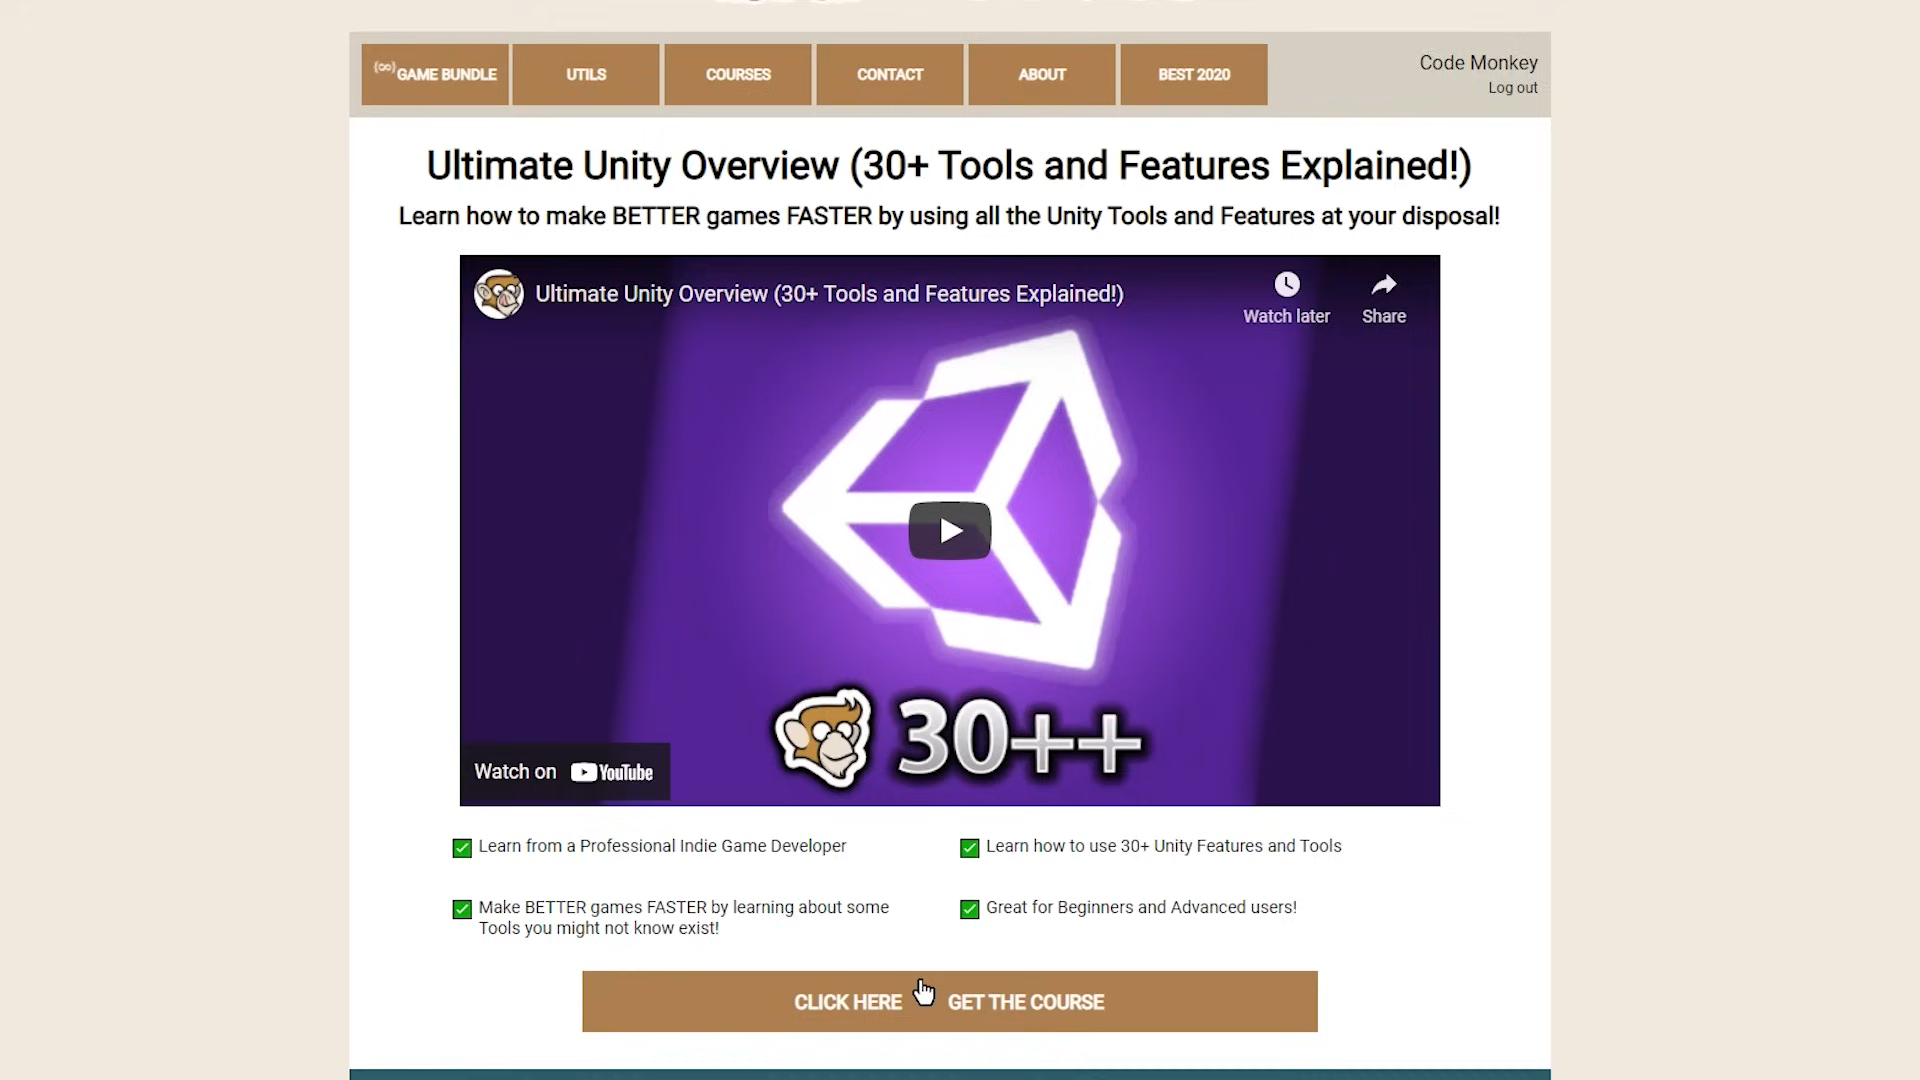 {∞} GAME BUNDLE
UTILS
COURSES
CONTACT
ABOUT
BEST 2020
Code Monkey
Log out
Ultimate Unity Overview (30+ Tools and Features Explained!)
Learn how to make BETTER games FASTER by using all the Unity Tools and Features at your disposal!
Ultimate Unity Overview (30+ Tools and Features Explained!)
Watch later
Share
30++
Watch on YouTube
Learn from a Professional Indie Game Developer
Learn how to use 30+ Unity Features and Tools
Make BETTER games FASTER by learning about some
Tools you might not know exist!
Great for Beginners and Advanced users!
CLICK HERE GET THE COURSE